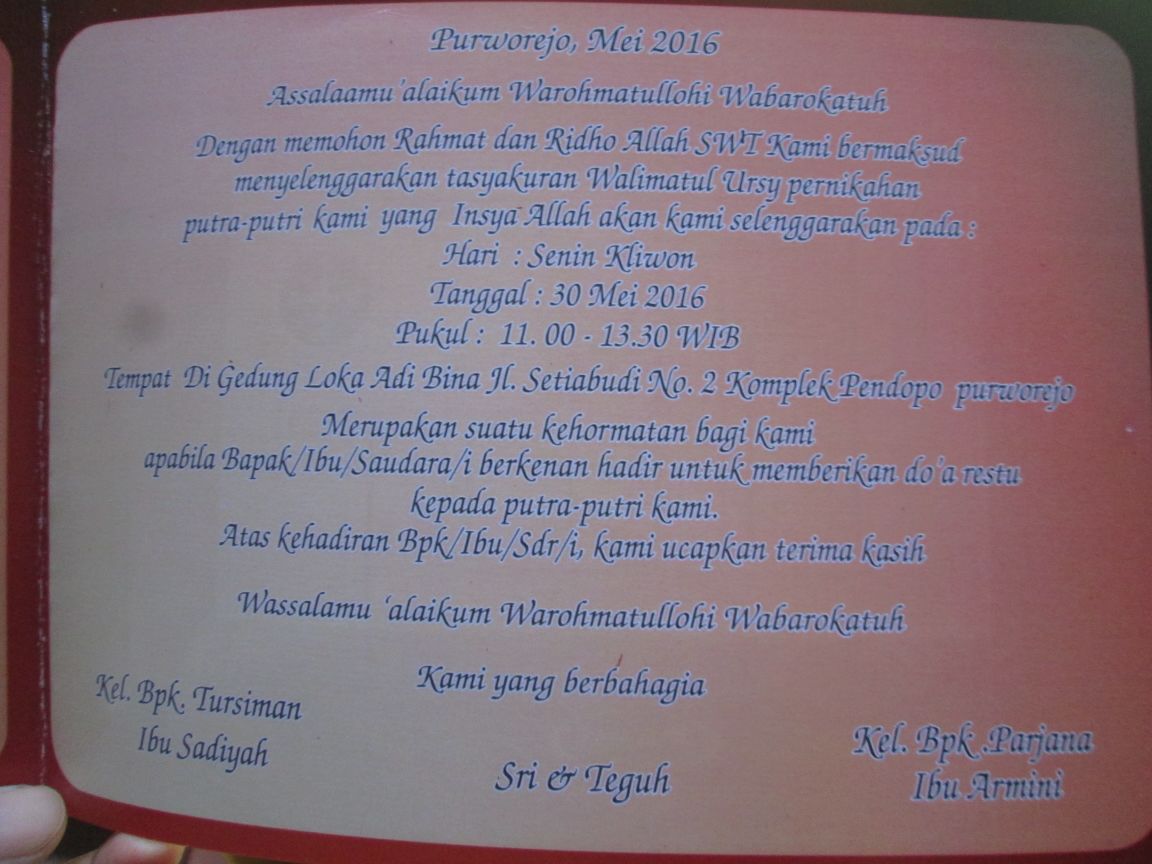 Purworejo, Mei 2016
Assalaamu'alaikum Warohmatullohi Wabarokatuh
Dengan memohon Rahmat dan Ridho Allah SWT Kami bermaksud
menyelenggarakan tasyakuran Walimatul Ursy pernikahan
putra-putri kami yang Insya Allah akan kami selenggarakan pada :
Hari : Senin Kliwon
Tanggal : 30 Mei 2016
Pukul : 11. 00 - 13.30 WIB
Tempat Di Gedung Loka Adi Bina Jl. Setiabudi No. 2 Komplek Pendopo purworejo
Merupakan suatu kehormatan bagi kami
apabila Bapak/Ibu/Saudara/i berkenan hadir untuk memberikan do'a restu
kepada putra-putri kami.
Atas kehadiran Bpk/Ibu/Sdr/i, kami ucapkan terima kasih
Wassalamu 'alaikum Warohmatullohi Wabarokatuh
Kami yang berbahagia
Kel. Bpk. Tursiman
Ibu Sadiyah
Kel. Bpk .Parjana
Ibu Armini
Sri & Teguh